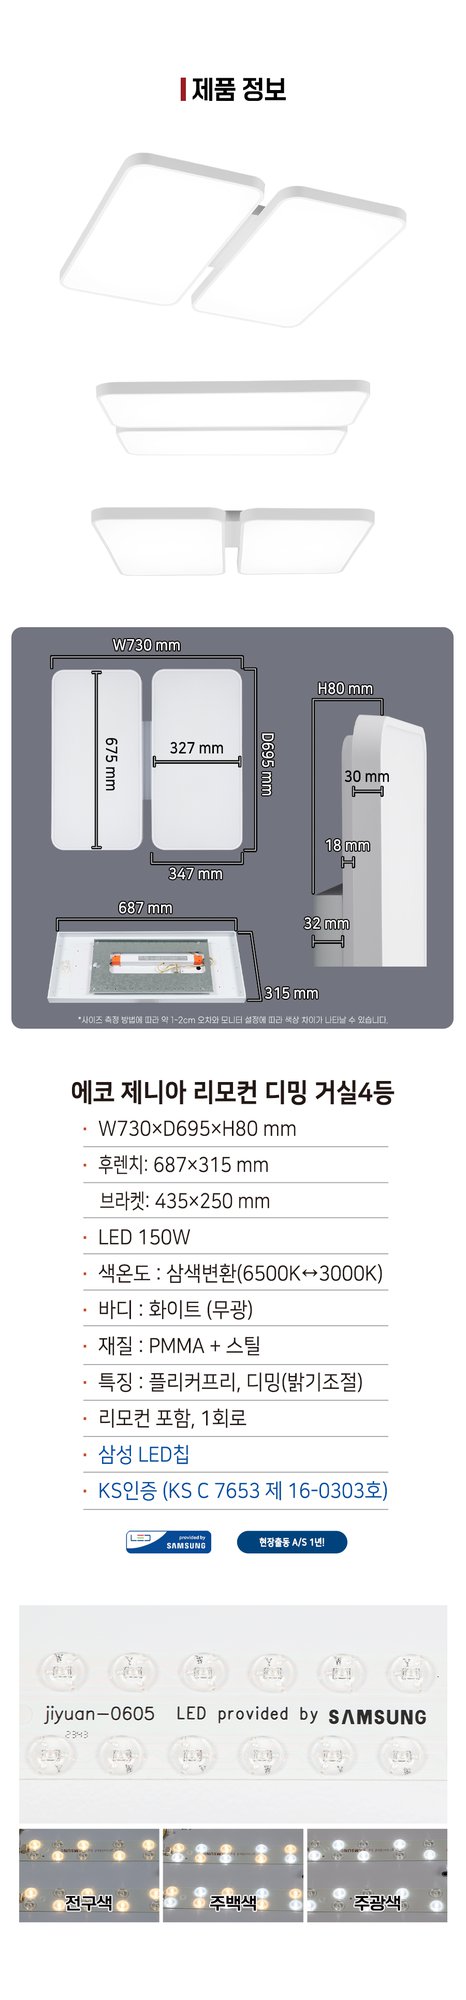 제품 정보
W730 mm
675 mm
327 mm
D695 mm
347 mm
H80 mm
30 mm
18 mm
32 mm
687 mm
315 mm
*사이즈 측정 방법에 따라 약 1~2cm 오차와 모니터 설정에 따라 색상 차이가 나타날 수 있습니다.
에코 제니아 리모컨 디밍 거실4등
· W730×D695×H80 mm
· 후렌치: 687×315 mm
브라켓: 435×250 mm
· LED 150W
· 색온도 : 삼색변환(6500K↔3000K)
· 바디 : 화이트 (무광)
· 재질 : PMMA + 스틸
· 특징 : 플리커프리, 디밍(밝기조절)
· 리모컨 포함, 1회로
· 삼성 LED칩
· KS인증 (KS C 7653 제 16-0303호)
LED provided by SAMSUNG
현장출동 A/S 1년!
W Y W Y W Y
jiyuan-0605 LED provided by SAMSUNG
2343
전구색 주백색 주광색